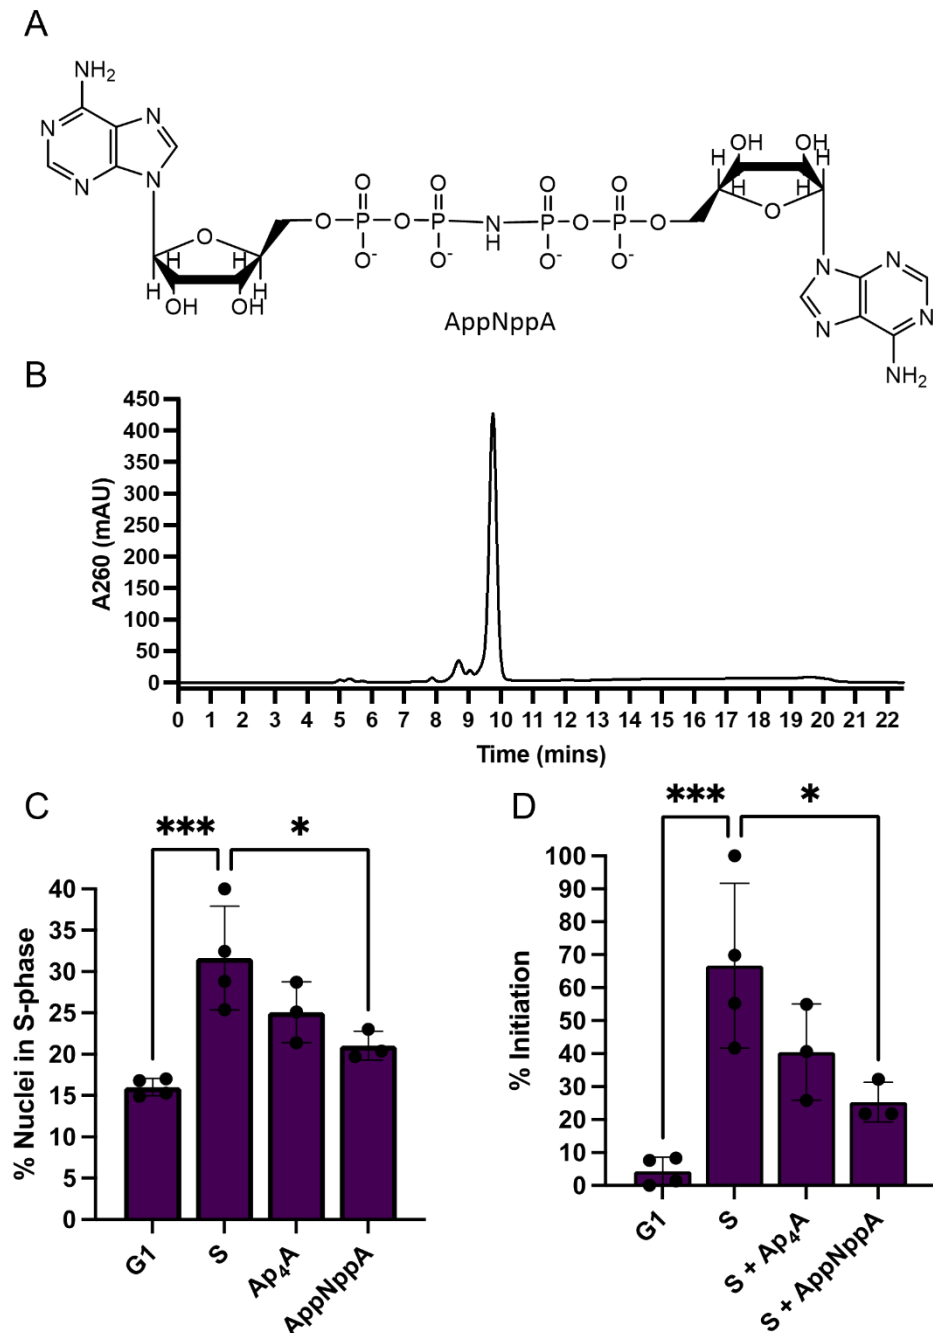 A
NH2
N
N
N
N
O
OH
OH
H
H
H
H
O
O
P
O-
O
O
P
O-
N
H
O
P
O-
O
O
P
O-
O
OH
OH
H
H
H
H
O
N
N
N
N
NH2
AppNppA
B
450
400
350
300
250
200
150
100
50
0
A260 (mAU)
0 1 2 3 4 5 6 7 8 9 10 11 12 13 14 15 16 17 18 19 20 21 22
Time (mins)
C
*** *
40
35
30
25
20
15
10
5
0
% Nuclei in S-phase
G1
S
Ap4A
AppNppA
D
*** *
100
90
80
70
60
50
40
30
20
10
0
% Initiation
G1
S
S + Ap4A
S + AppNppA